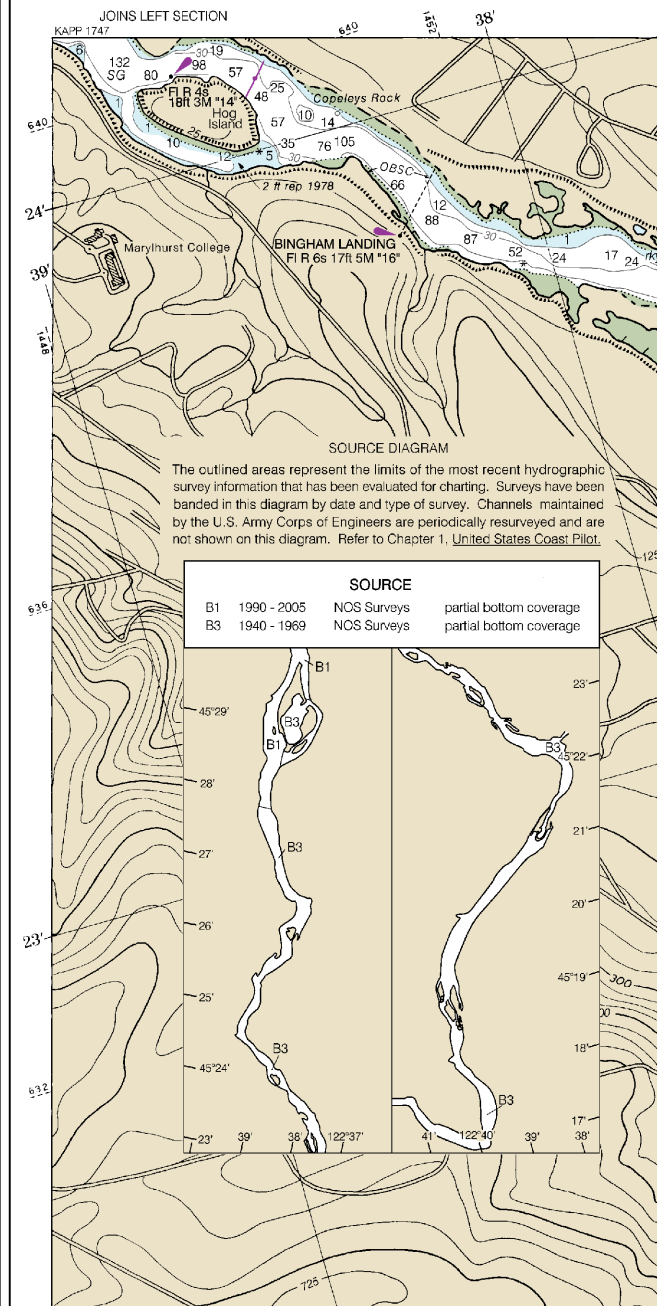 JOINS LEFT SECTION
KAPP 1747
640
1452
38'
6
132
SG
80
30
19
98
57
Fl R 4s
18ft 3M "14"
Hog
Island
25
48
25
10
Copeleys Rock
57
14
1
1
10
12
5
35
30
76
105
640
2 ft rep 1978
OBSC
66
12
88
24'
Marylhurst College
BINGHAM LANDING
Fl R 6s 17ft 5M "16"
87
30
52
24
1
17
24
rky
39'
1448
SOURCE DIAGRAM
The outlined areas represent the limits of the most recent hydrographic
survey information that has been evaluated for charting. Surveys have been
banded in this diagram by date and type of survey. Channels maintained
by the U.S. Army Corps of Engineers are periodically resurveyed and are
not shown on this diagram. Refer to Chapter 1, United States Coast Pilot.
125
SOURCE
B1 1990 - 2005 NOS Surveys partial bottom coverage
B3 1940 - 1969 NOS Surveys partial bottom coverage
636
B1
23'
45°29'
B3
B1
B3
45°22'
28'
21'
27'
B3
20'
26'
23'
45°19'
300
00
25'
18'
B3
45°24'
632
B3
17'
23'
39'
38'
122°37'
41'
122°40'
39'
38'
725